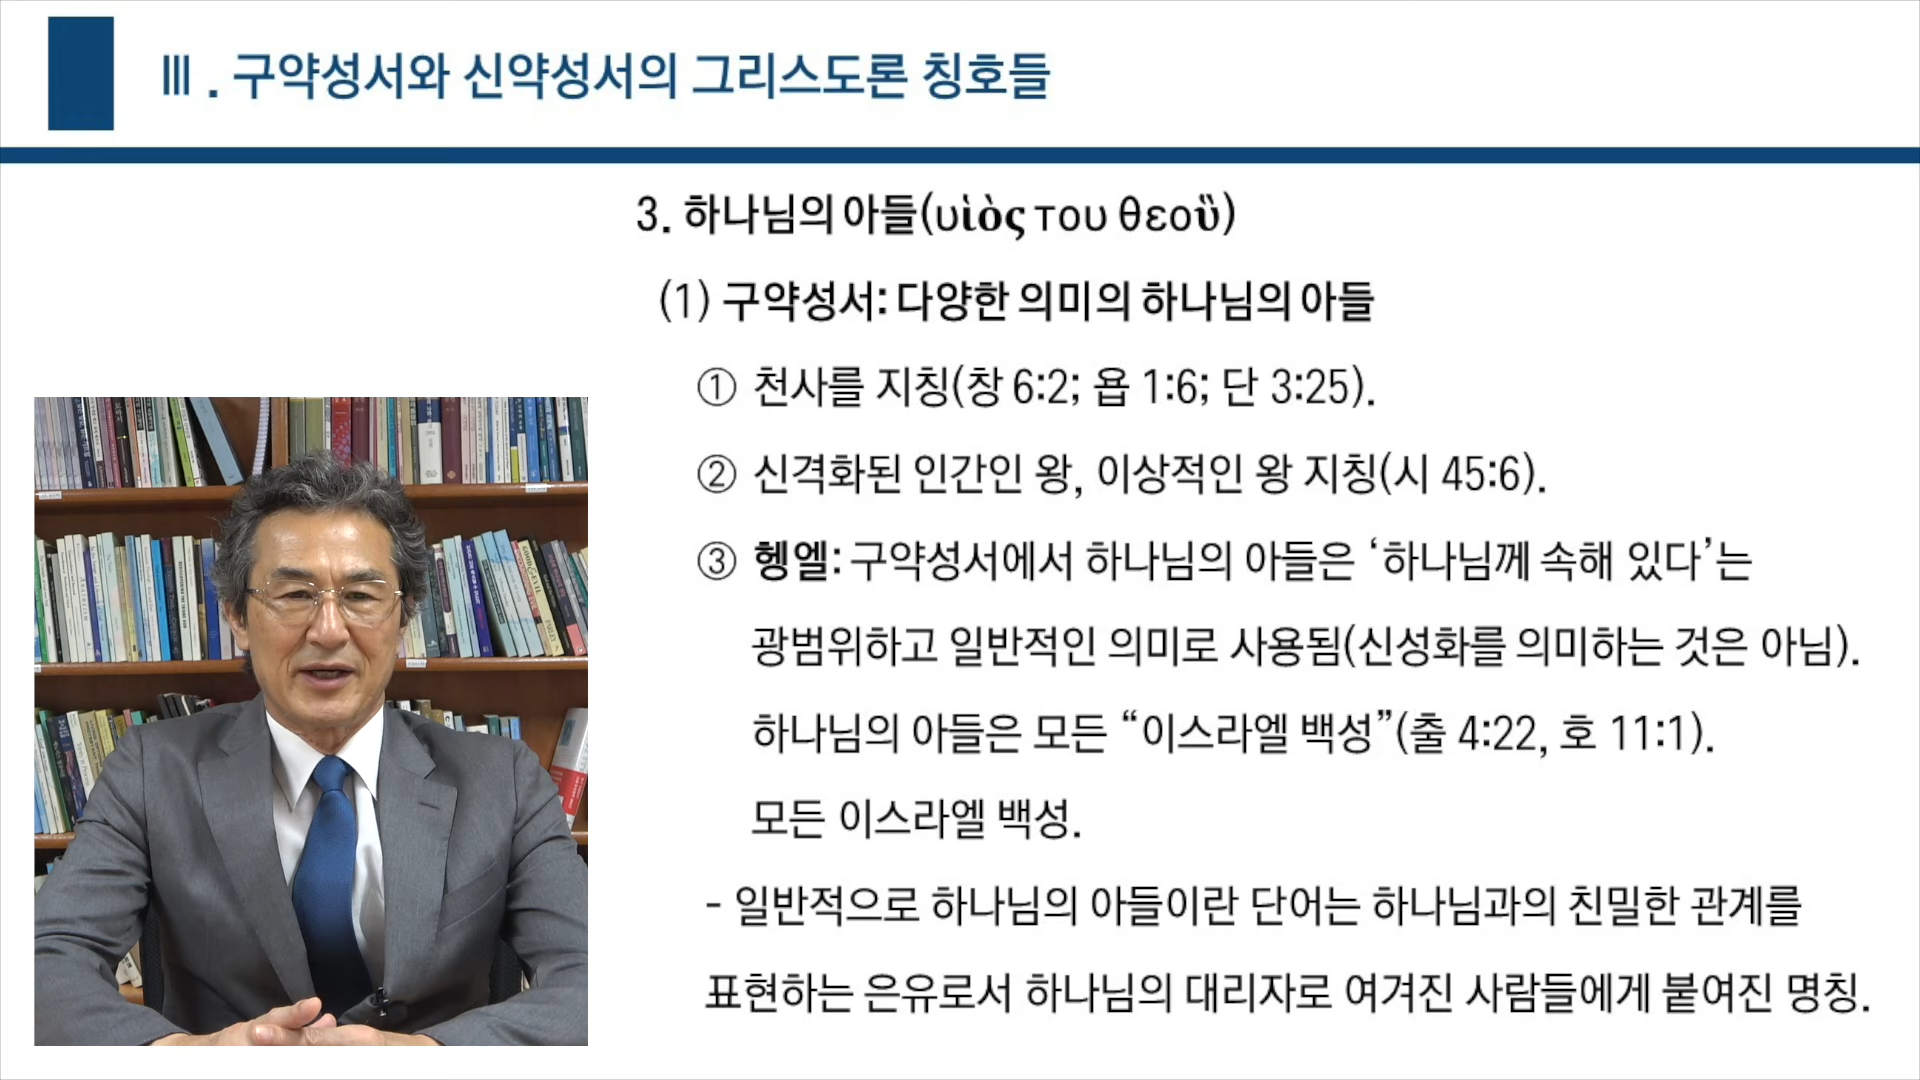 Ⅲ. 구약성서와 신약성서의 그리스도론 칭호들
3. 하나님의 아들(υἱὸς του θεοῦ)
(1) 구약성서: 다양한 의미의 하나님의 아들
① 천사를 지칭(창 6:2; 욥 1:6; 단 3:25).
② 신격화된 인간인 왕, 이상적인 왕 지칭(시 45:6).
③ 헹엘: 구약성서에서 하나님의 아들은 ‘하나님께 속해 있다’는
광범위하고 일반적인 의미로 사용됨(신성화를 의미하는 것은 아님).
하나님의 아들은 모든 “이스라엘 백성”(출 4:22, 호 11:1).
모든 이스라엘 백성.
- 일반적으로 하나님의 아들이란 단어는 하나님과의 친밀한 관계를
표현하는 은유로서 하나님의 대리자로 여겨진 사람들에게 붙여진 명칭.